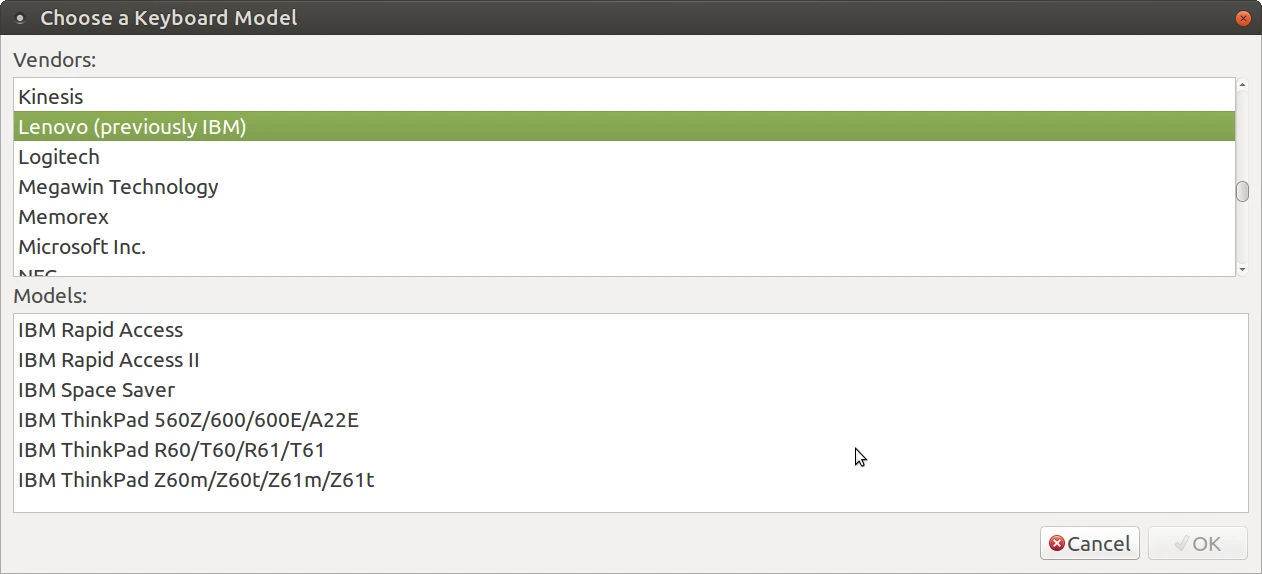 Choose a Keyboard Model
Vendors:
Kinesis
Lenovo (previously IBM)
Logitech
Megawin Technology
Memorex
Microsoft Inc.
NEC
Models:
IBM Rapid Access
IBM Rapid Access II
IBM Space Saver
IBM ThinkPad 560Z/600/600E/A22E
IBM ThinkPad R60/T60/R61/T61
IBM ThinkPad Z60m/Z60t/Z61m/Z61t
Cancel OK